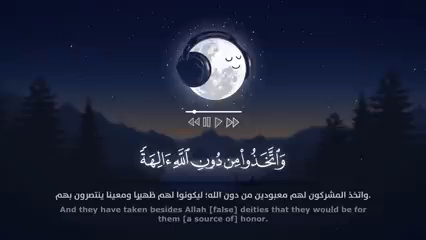 وَٱتَّخَذُوا۟ مِن دُونِ ٱللَّهِ ءَالِهَةً
واتخذ المشركون لهم معبودين من دون الله؛ ليكونوا لهم ظهيرا ومعينا ينتصرون بهم.
And they have taken besides Allah [false] deities that they would be for
them [a source of] honor.